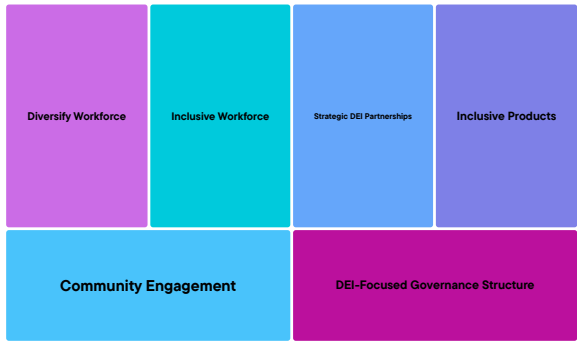 Diversify Workforce
Inclusive Workforce
Strategic DEI Partnerships
Inclusive Products
Community Engagement
DEI-Focused Governance Structure